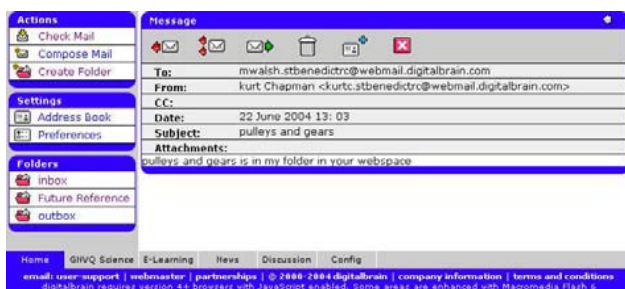 Actions
Check Mail
Compose Mail
Create Folder
Settings
Address Book
Preferences
Folders
inbox
Future Reference
outbox
Message
To: mwalsh.stbenedictrc@webmail.digitalbrain.com
From: kurt Chapman <kurtc.stbenedictrc@webmail.digitalbrain.com>
CC:
Date: 22 June 2004 13: 03
Subject: pulleys and gears
Attachments:
pulleys and gears is in my folder in your webspace
Home GNVQ Science E-Learning News Discussion Config
email: user-support | webmaster | partnerships | © 2000-2004 digitalbrain | company information | terms and conditions
digitalbrain requires version 4+ browsers with JavaScript enabled. Some areas are enhanced with Macromedia Flash 6